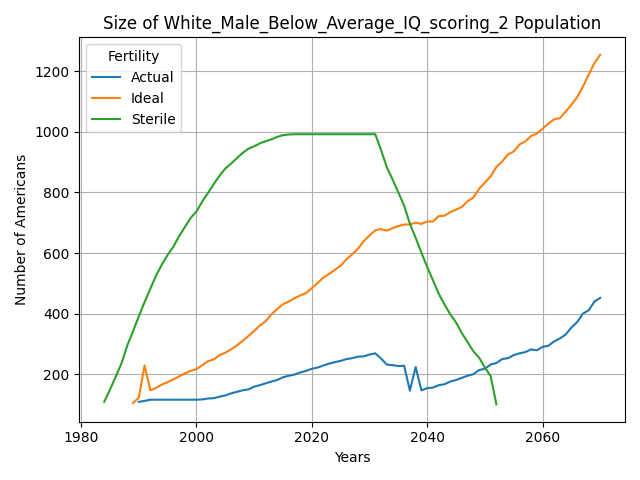 Size of White_Male_Below_Average_IQ_scoring_2 Population
Fertility
Actual
Ideal
Sterile
Number of Americans
1200
1000
800
600
400
200
1980
2000
2020
2040
2060
Years